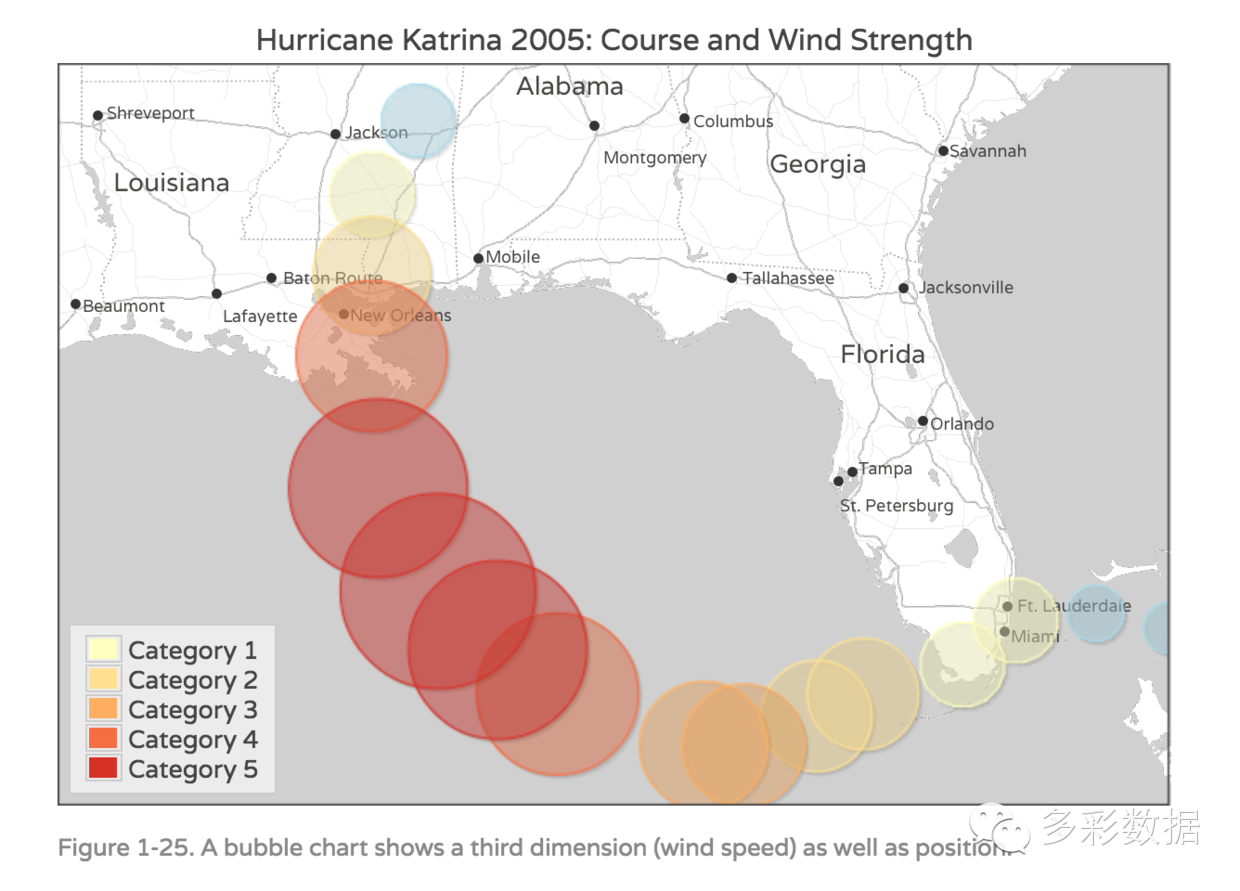 Hurricane Katrina 2005: Course and Wind Strength
Alabama
Shreveport
Jackson
Columbus
Montgomery
Georgia
Savannah
Louisiana
Mobile
Baton Route
Tallahassee
Jacksonville
Beaumont
Lafayette
New Orleans
Florida
Orlando
Tampa
St. Petersburg
Ft. Lauderdale
Miami
Category 1
Category 2
Category 3
Category 4
Category 5
Figure 1-25. A bubble chart shows a third dimension (wind speed) as well as position.
多彩数据